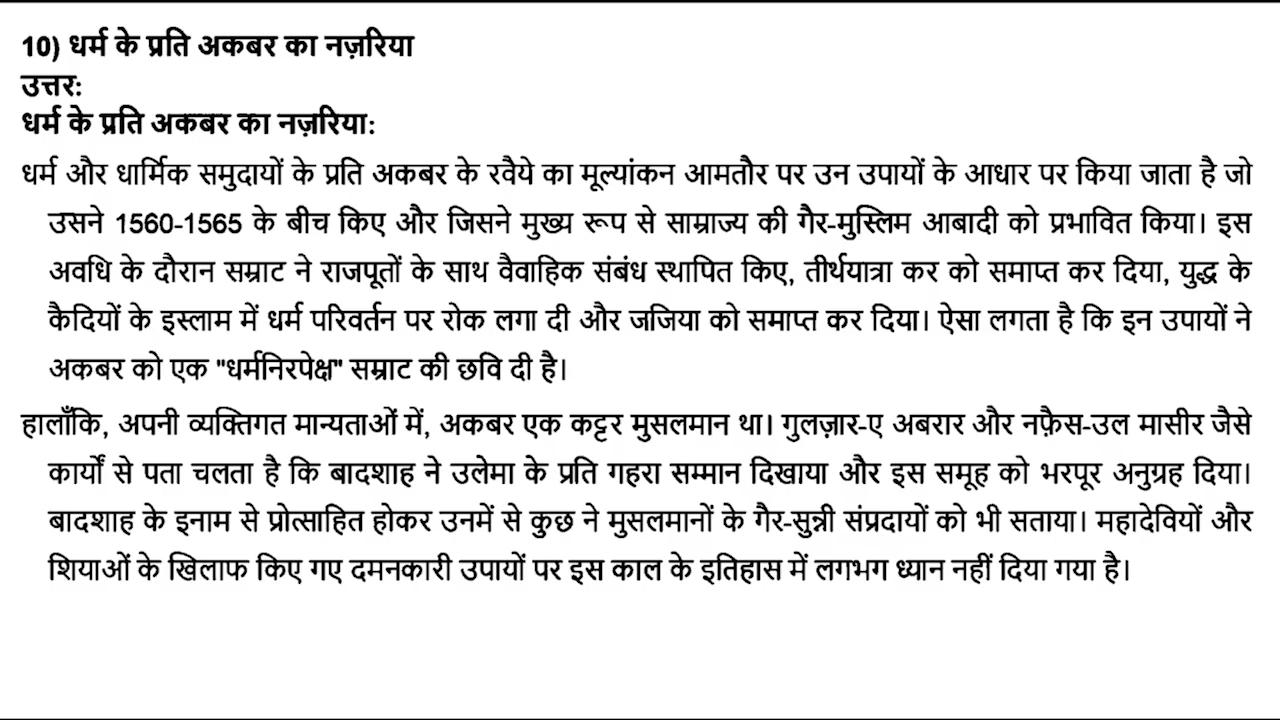 10) धर्म के प्रति अकबर का नज़रिया
उत्तर:
धर्म के प्रति अकबर का नज़रिया:
धर्म और धार्मिक समुदायों के प्रति अकबर के रवैये का मूल्यांकन आमतौर पर उन उपायों के आधार पर किया जाता है जो
उसने 1560-1565 के बीच किए और जिसने मुख्य रूप से साम्राज्य की गैर-मुस्लिम आबादी को प्रभावित किया। इस
अवधि के दौरान सम्राट ने राजपूतों के साथ वैवाहिक संबंध स्थापित किए, तीर्थयात्रा कर को समाप्त कर दिया, युद्ध के
कैदियों के इस्लाम में धर्म परिवर्तन पर रोक लगा दी और जजिया को समाप्त कर दिया। ऐसा लगता है कि इन उपायों ने
अकबर को एक "धर्मनिरपेक्ष" सम्राट की छवि दी है।
हालाँकि, अपनी व्यक्तिगत मान्यताओं में, अकबर एक कट्टर मुसलमान था। गुलज़ार-ए अबरार और नफ़ैस-उल मासीर जैसे
कार्यों से पता चलता है कि बादशाह ने उलेमा के प्रति गहरा सम्मान दिखाया और इस समूह को भरपूर अनुग्रह दिया।
बादशाह के इनाम से प्रोत्साहित होकर उनमें से कुछ ने मुसलमानों के गैर-सुन्नी संप्रदायों को भी सताया। महादेवियों और
शियाओं के खिलाफ किए गए दमनकारी उपायों पर इस काल के इतिहास में लगभग ध्यान नहीं दिया गया है।